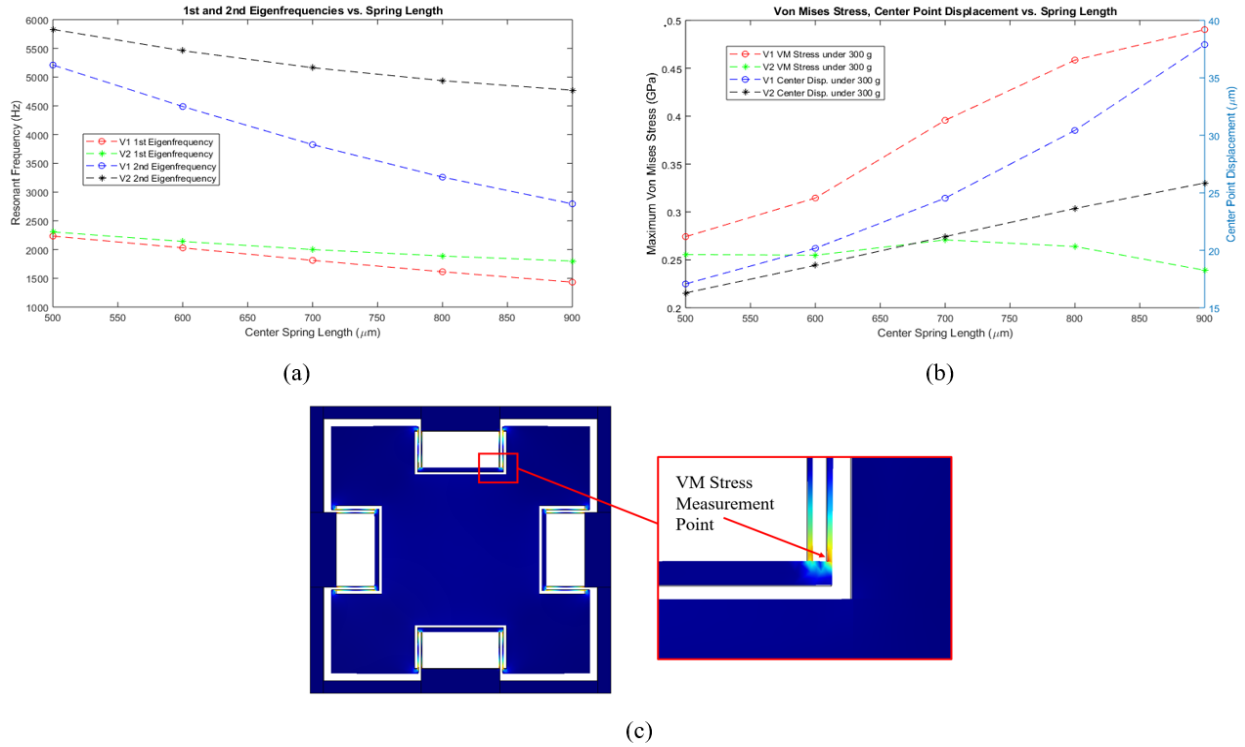 1st and 2nd Eigenfrequencies vs. Spring Length
6000
5500
5000
4500
4000
3500
3000
2500
2000
1500
1000
Resonant Frequency (Hz)
V1 1st Eigenfrequency
V2 1st Eigenfrequency
V1 2nd Eigenfrequency
V2 2nd Eigenfrequency
500 550 600 650 700 750 800 850 900
Center Spring Length (μm)
(a)
Von Mises Stress, Center Point Displacement vs. Spring Length
0.5
0.45
0.4
0.35
0.3
0.25
0.2
Maximum Von Mises Stress (GPa)
V1 VM Stress under 300 g
V2 VM Stress under 300 g
V1 Center Disp. under 300 g
V2 Center Disp. under 300 g
40
35
30
25
20
15
Center Point Displacement (μm)
500 550 600 650 700 750 800 850 900
Center Spring Length (μm)
(b)
VM Stress
Measurement
Point
(c)